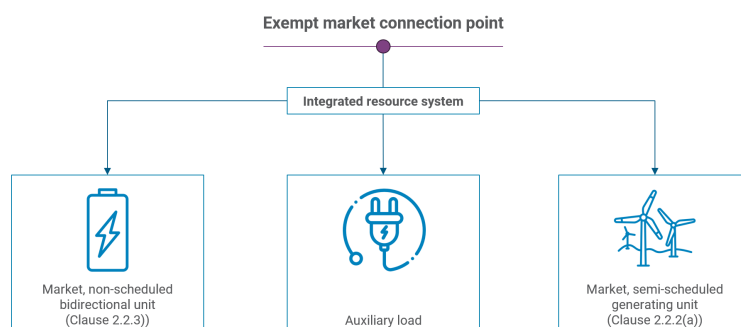 Exempt market connection point
Integrated resource system
Market, non-scheduled
bidirectional unit
(Clause 2.2.3))
Auxiliary load
Market, semi-scheduled
generating unit
(Clause 2.2.2(a))